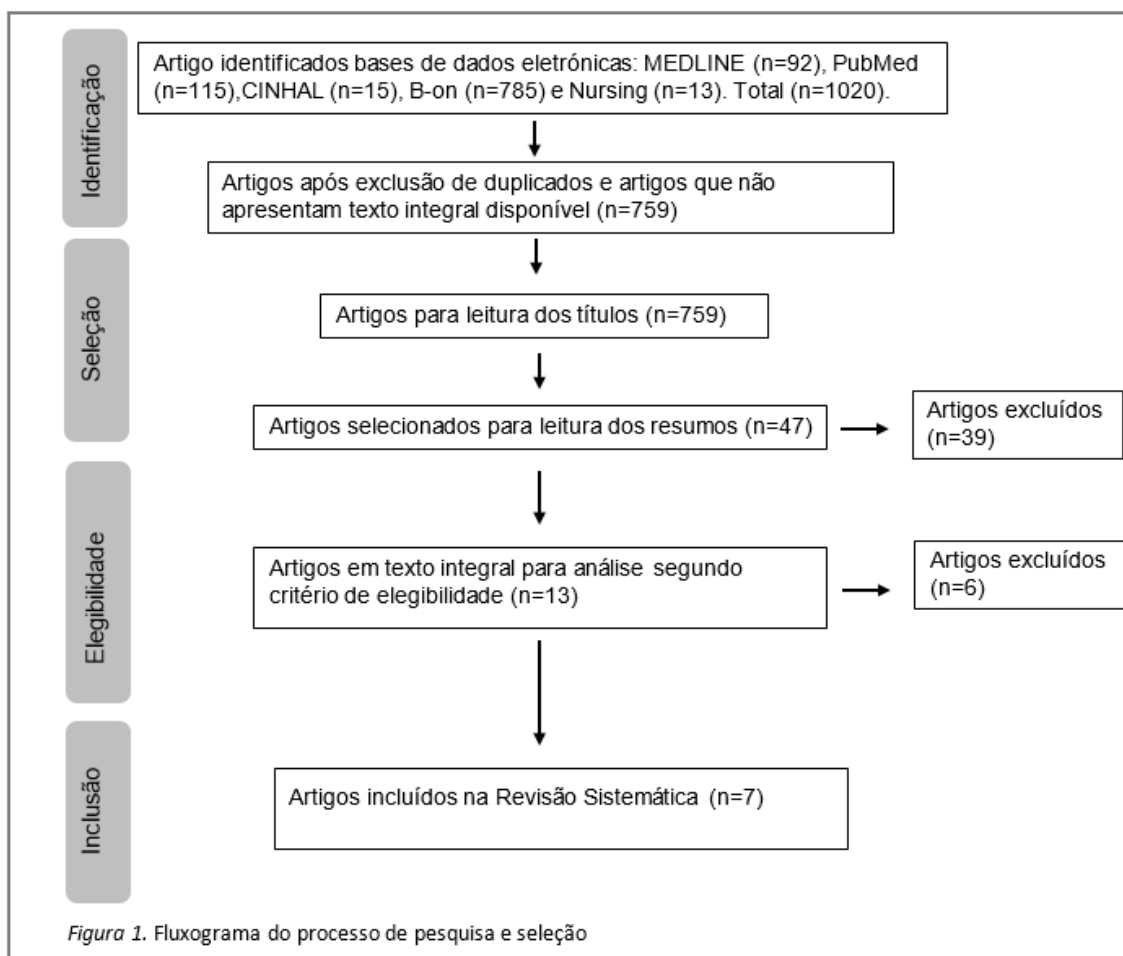 Identificação
Artigo identificados bases de dados eletrónicas: MEDLINE (n=92), PubMed
(n=115),CINHAL (n=15), B-on (n=785) e Nursing (n=13). Total (n=1020).
Artigos após exclusão de duplicados e artigos que não
apresentam texto integral disponível (n=759)
Seleção
Artigos para leitura dos títulos (n=759)
Artigos selecionados para leitura dos resumos (n=47)
Artigos excluídos
(n=39)
Elegibilidade
Artigos em texto integral para análise segundo
critério de elegibilidade (n=13)
Artigos excluídos
(n=6)
Inclusão
Artigos incluídos na Revisão Sistemática (n=7)
Figura 1. Fluxograma do processo de pesquisa e seleção